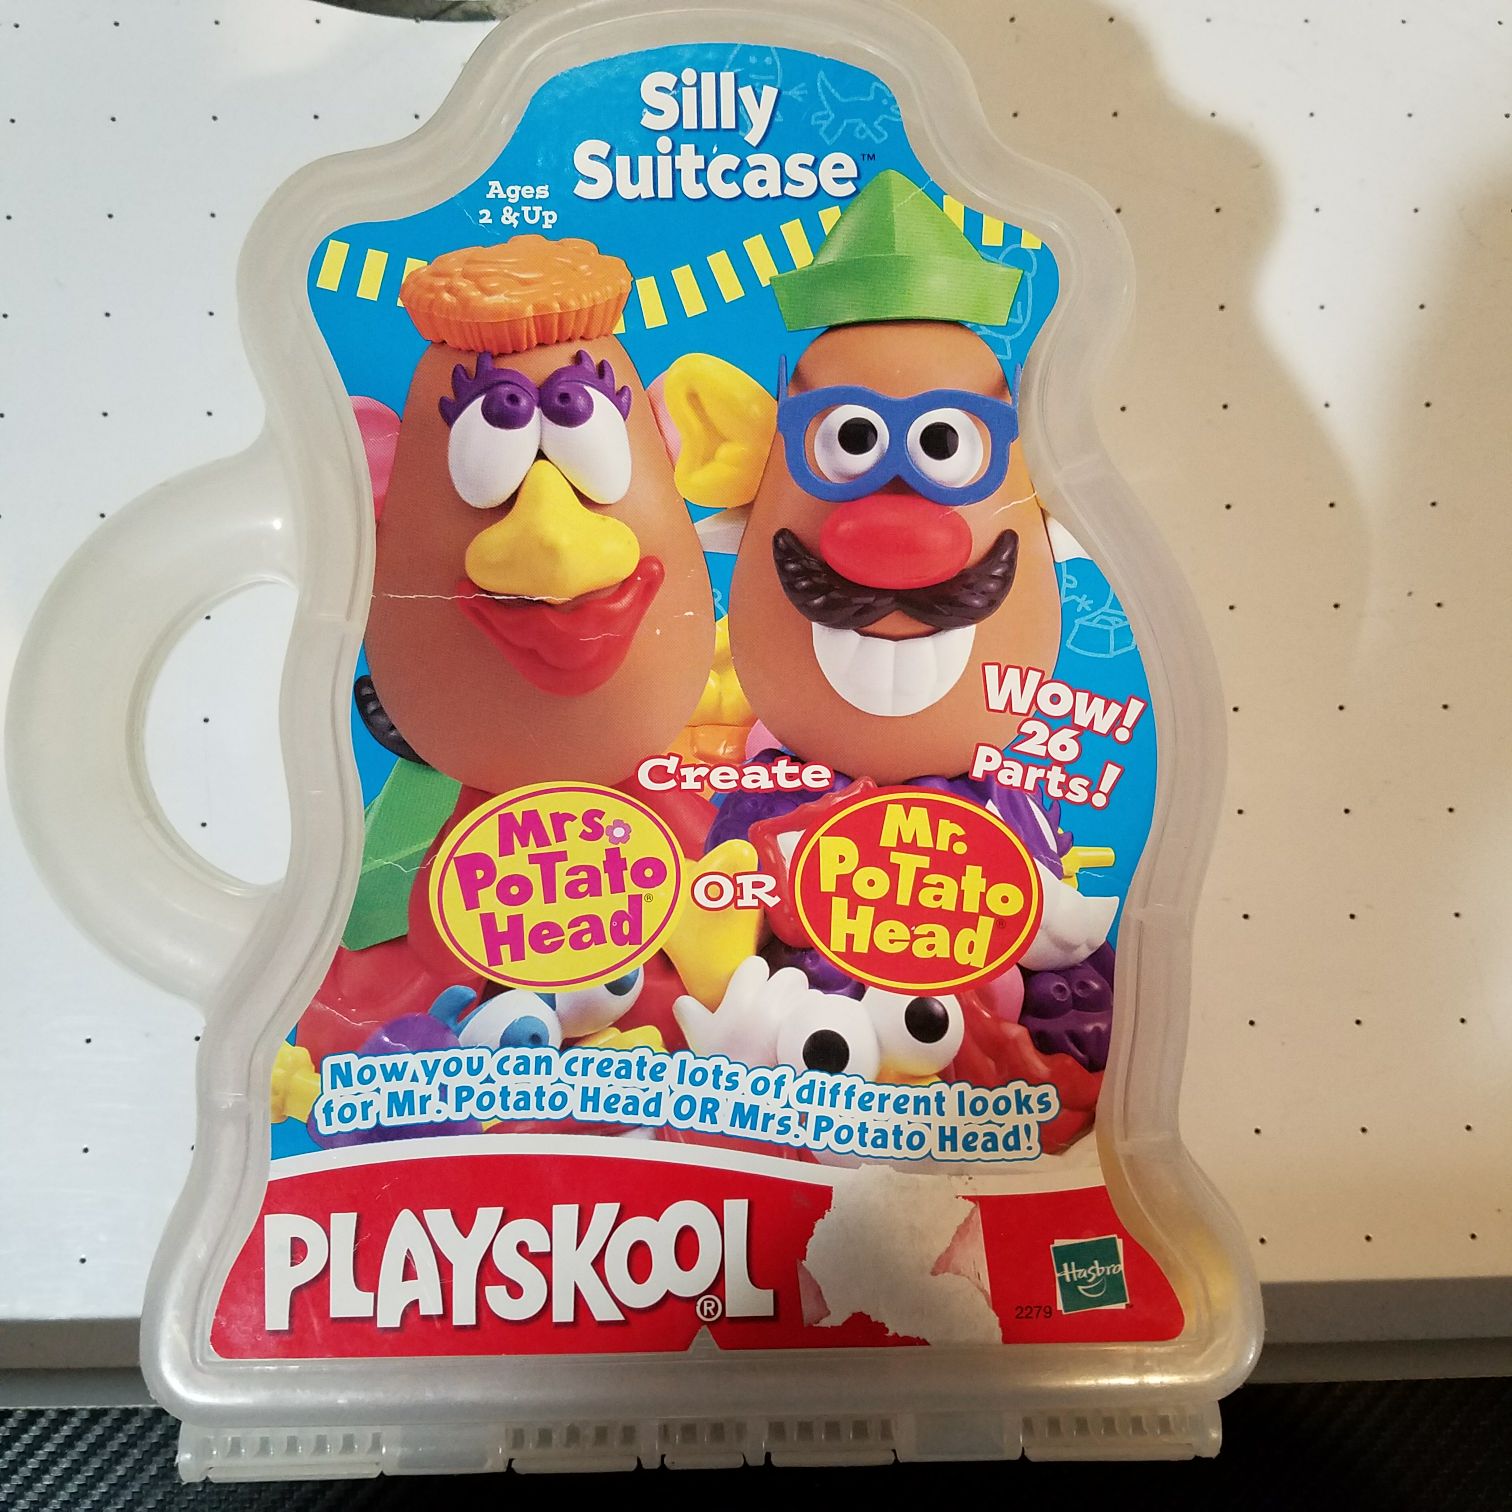 Silly
Suitcase™
Ages
2 & Up
Wow!
26
Parts!
Create
Mrs.
Potato
Head®
OR
Mr.
Potato
Head®
Now you can create lots of different looks
for Mr. Potato Head OR Mrs. Potato Head!
PLAYSKOOL®
2279
Hasbro